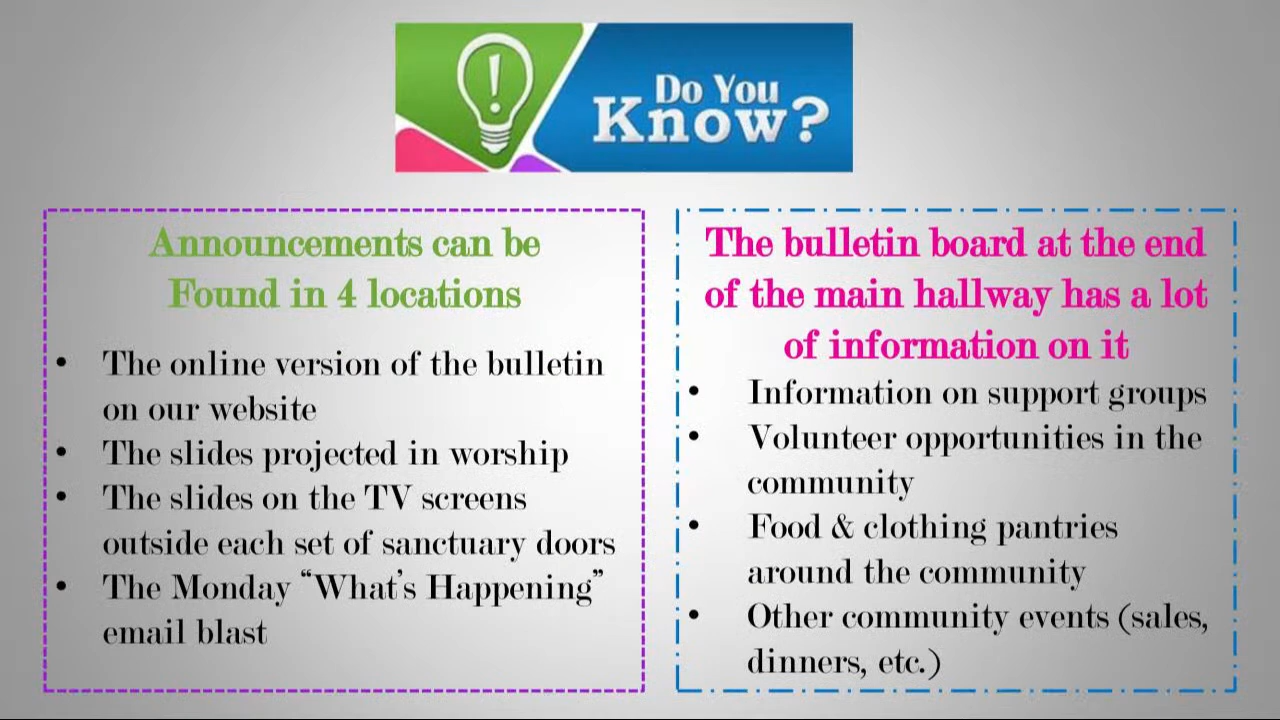 Do You
Know?
Announcements can be
Found in 4 locations
• The online version of the bulletin
on our website
• The slides projected in worship
• The slides on the TV screens
outside each set of sanctuary doors
• The Monday “What’s Happening”
email blast
The bulletin board at the end
of the main hallway has a lot
of information on it
• Information on support groups
• Volunteer opportunities in the
community
• Food & clothing pantries
around the community
• Other community events (sales,
dinners, etc.)